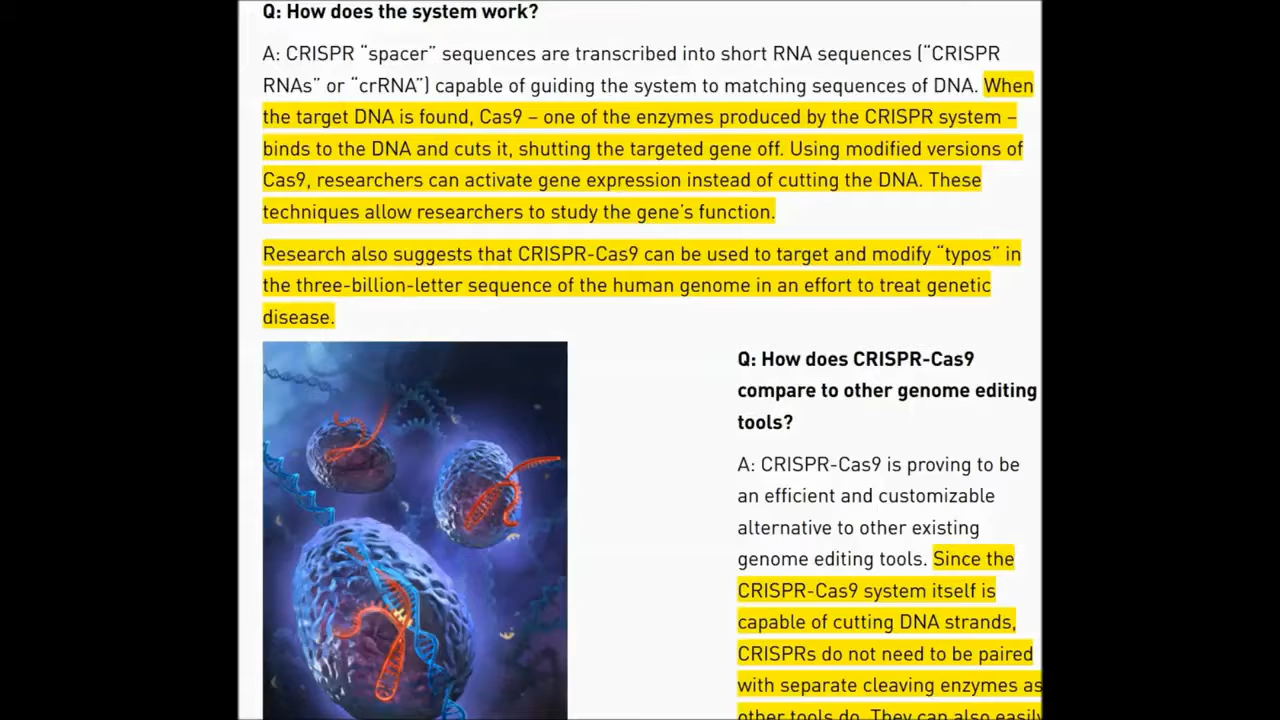 Q: How does the system work?
A: CRISPR “spacer” sequences are transcribed into short RNA sequences (“CRISPR
RNAs” or “crRNA”) capable of guiding the system to matching sequences of DNA. When
the target DNA is found, Cas9 – one of the enzymes produced by the CRISPR system –
binds to the DNA and cuts it, shutting the targeted gene off. Using modified versions of
Cas9, researchers can activate gene expression instead of cutting the DNA. These
techniques allow researchers to study the gene’s function.
Research also suggests that CRISPR-Cas9 can be used to target and modify “typos” in
the three-billion-letter sequence of the human genome in an effort to treat genetic
disease.
Q: How does CRISPR-Cas9
compare to other genome editing
tools?
A: CRISPR-Cas9 is proving to be
an efficient and customizable
alternative to other existing
genome editing tools. Since the
CRISPR-Cas9 system itself is
capable of cutting DNA strands,
CRISPRs do not need to be paired
with separate cleaving enzymes as
other tools do. They can also easily